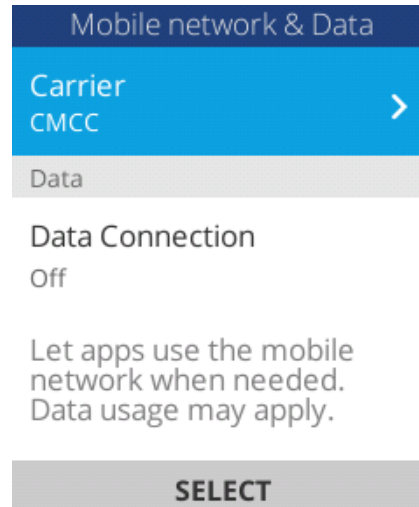 Mobile network & Data
Carrier
CMCC
Data
Data Connection
Off
Let apps use the mobile
network when needed.
Data usage may apply.
SELECT